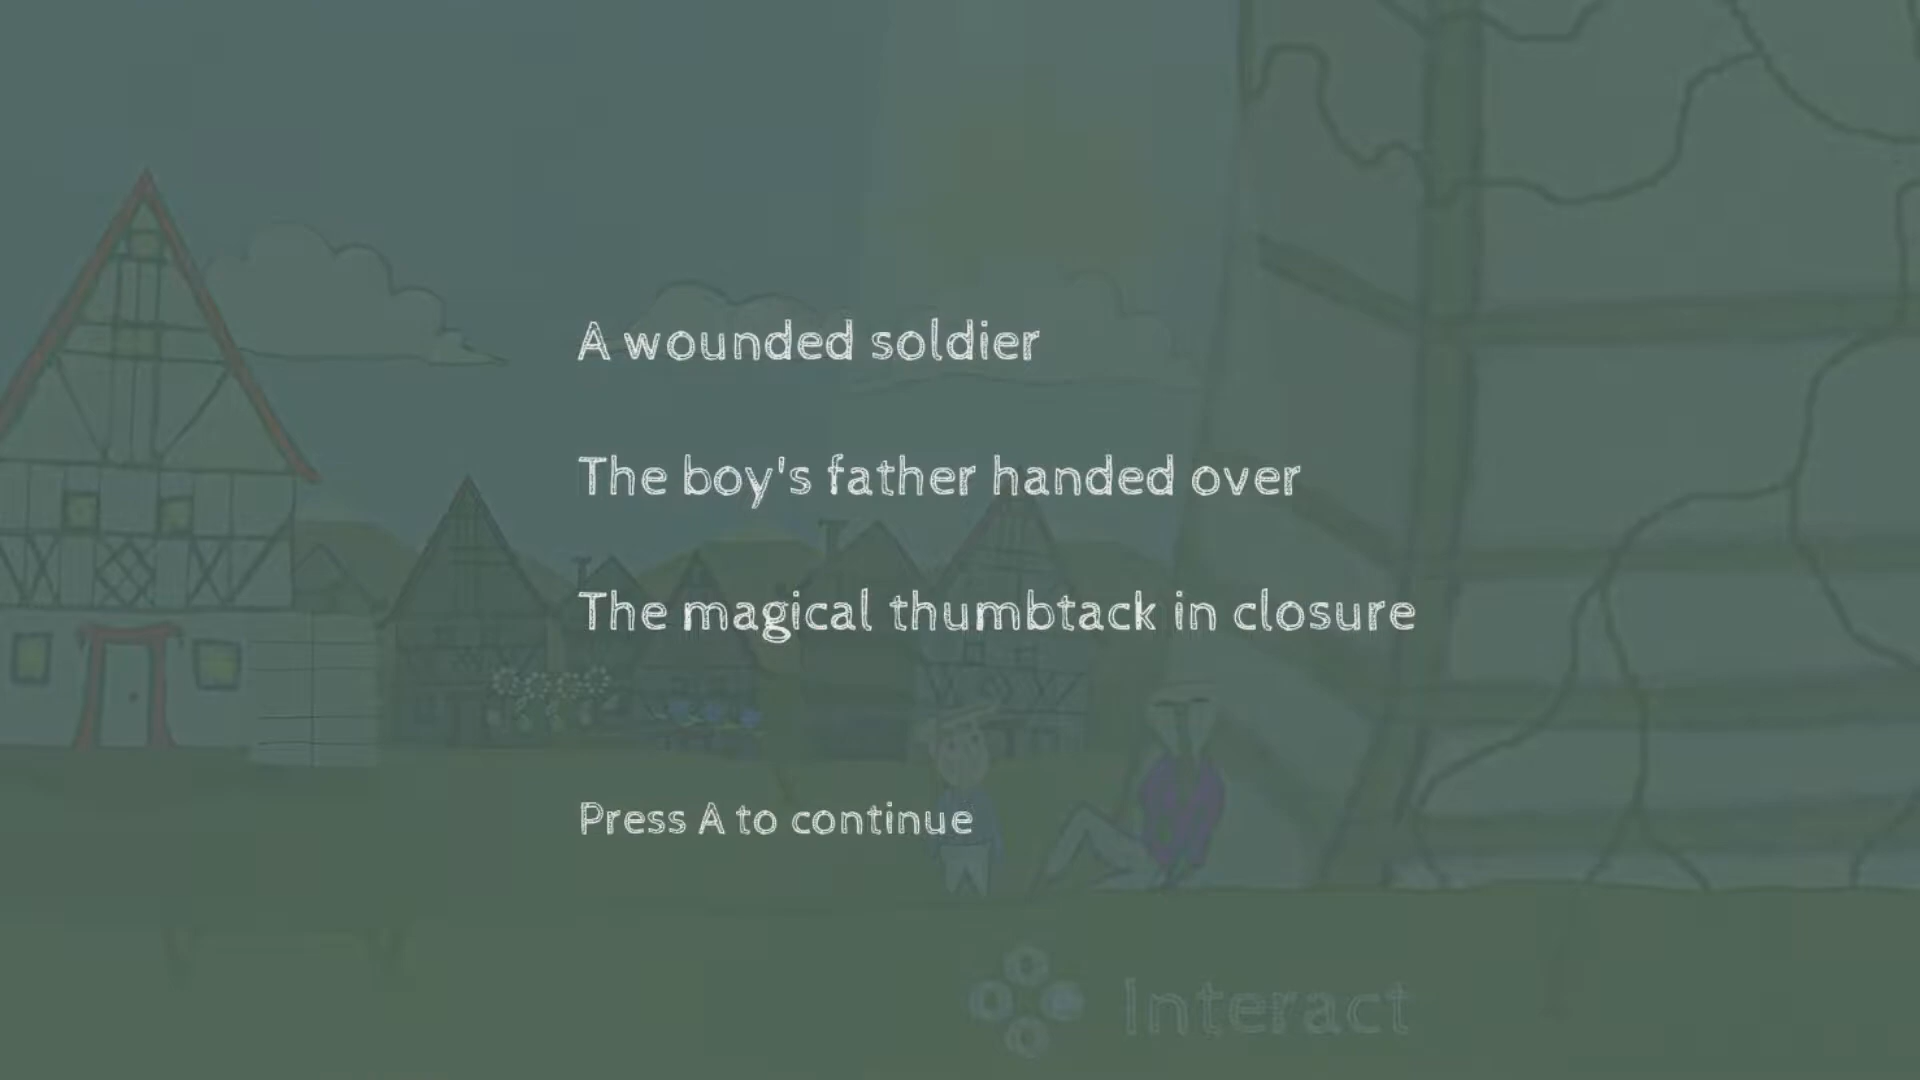 A wounded soldier
The boy's father handed over
The magical thumbtack in closure
Press A to continue
Interact